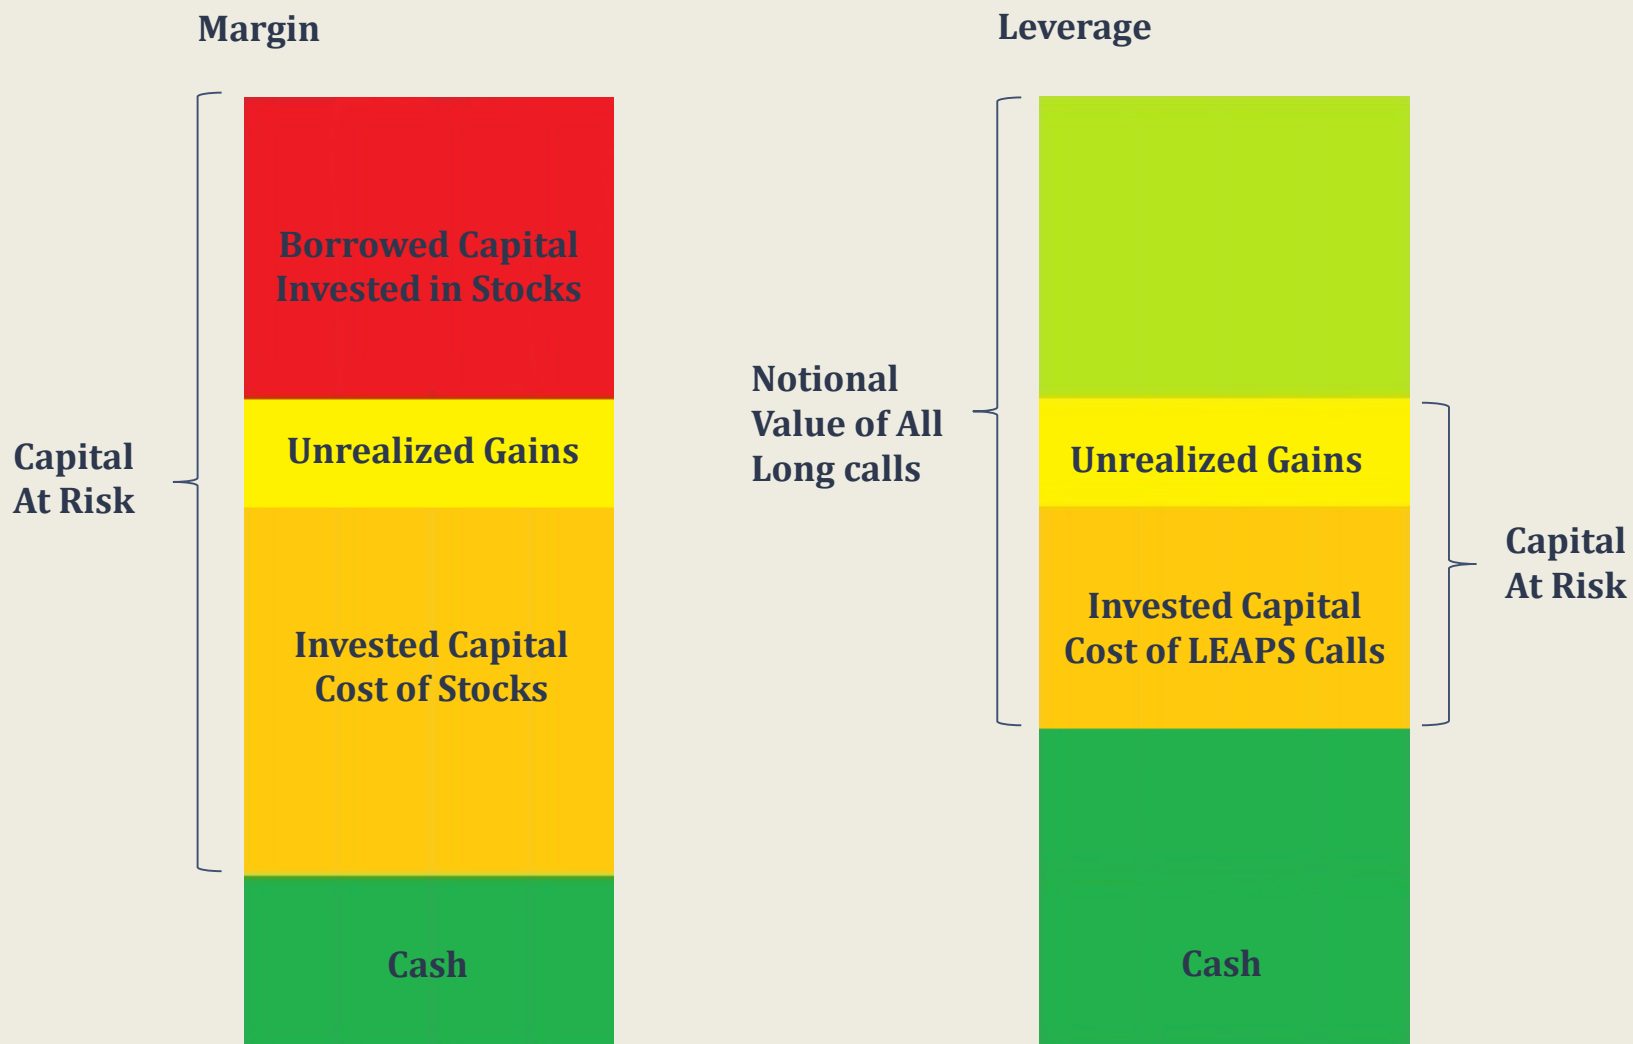 Margin
Borrowed Capital
Invested in Stocks
Unrealized Gains
Capital
At Risk
Invested Capital
Cost of Stocks
Cash
Leverage
Notional
Value of All
Long calls
Unrealized Gains
Invested Capital
Cost of LEAPS Calls
Capital
At Risk
Cash